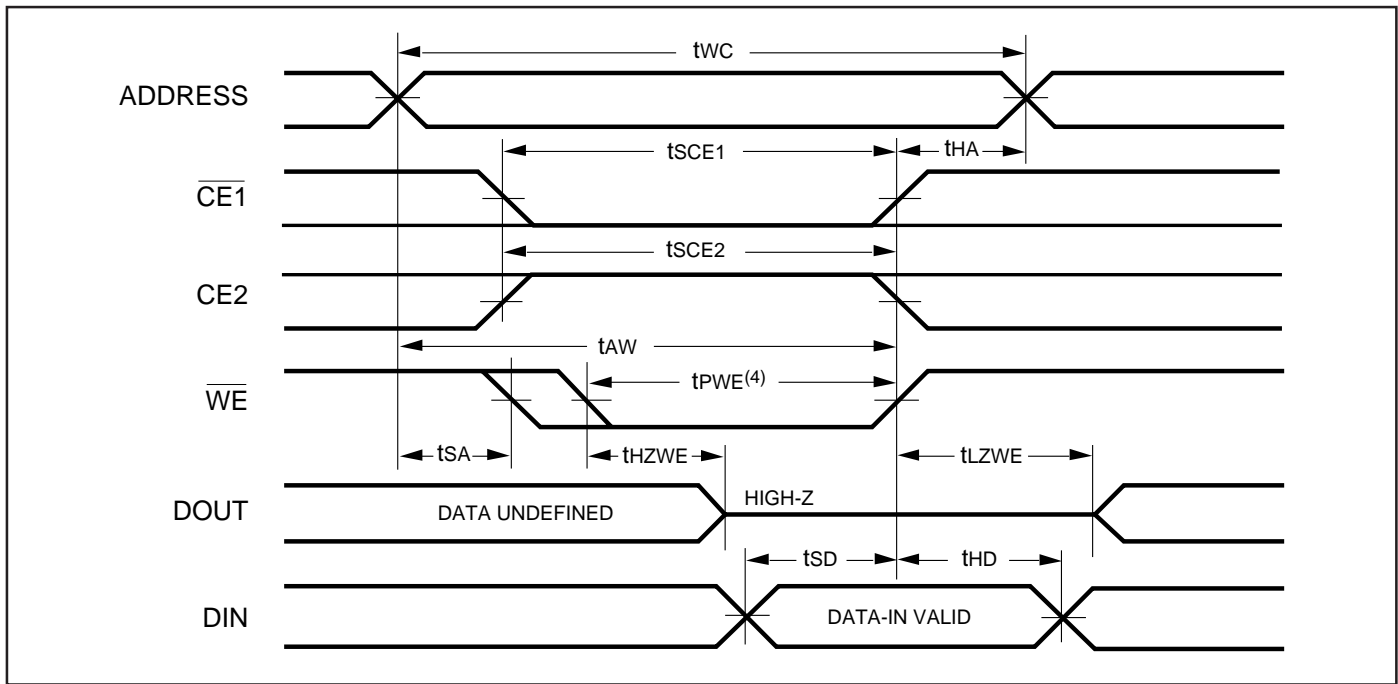 tWC
ADDRESS
tSCE1
tHA
CE1
tSCE2
CE2
tAW
tPWE(4)
WE
tSA
tHZWE
tLZWE
DOUT
DATA UNDEFINED
HIGH-Z
tSD
tHD
DIN
DATA-IN VALID